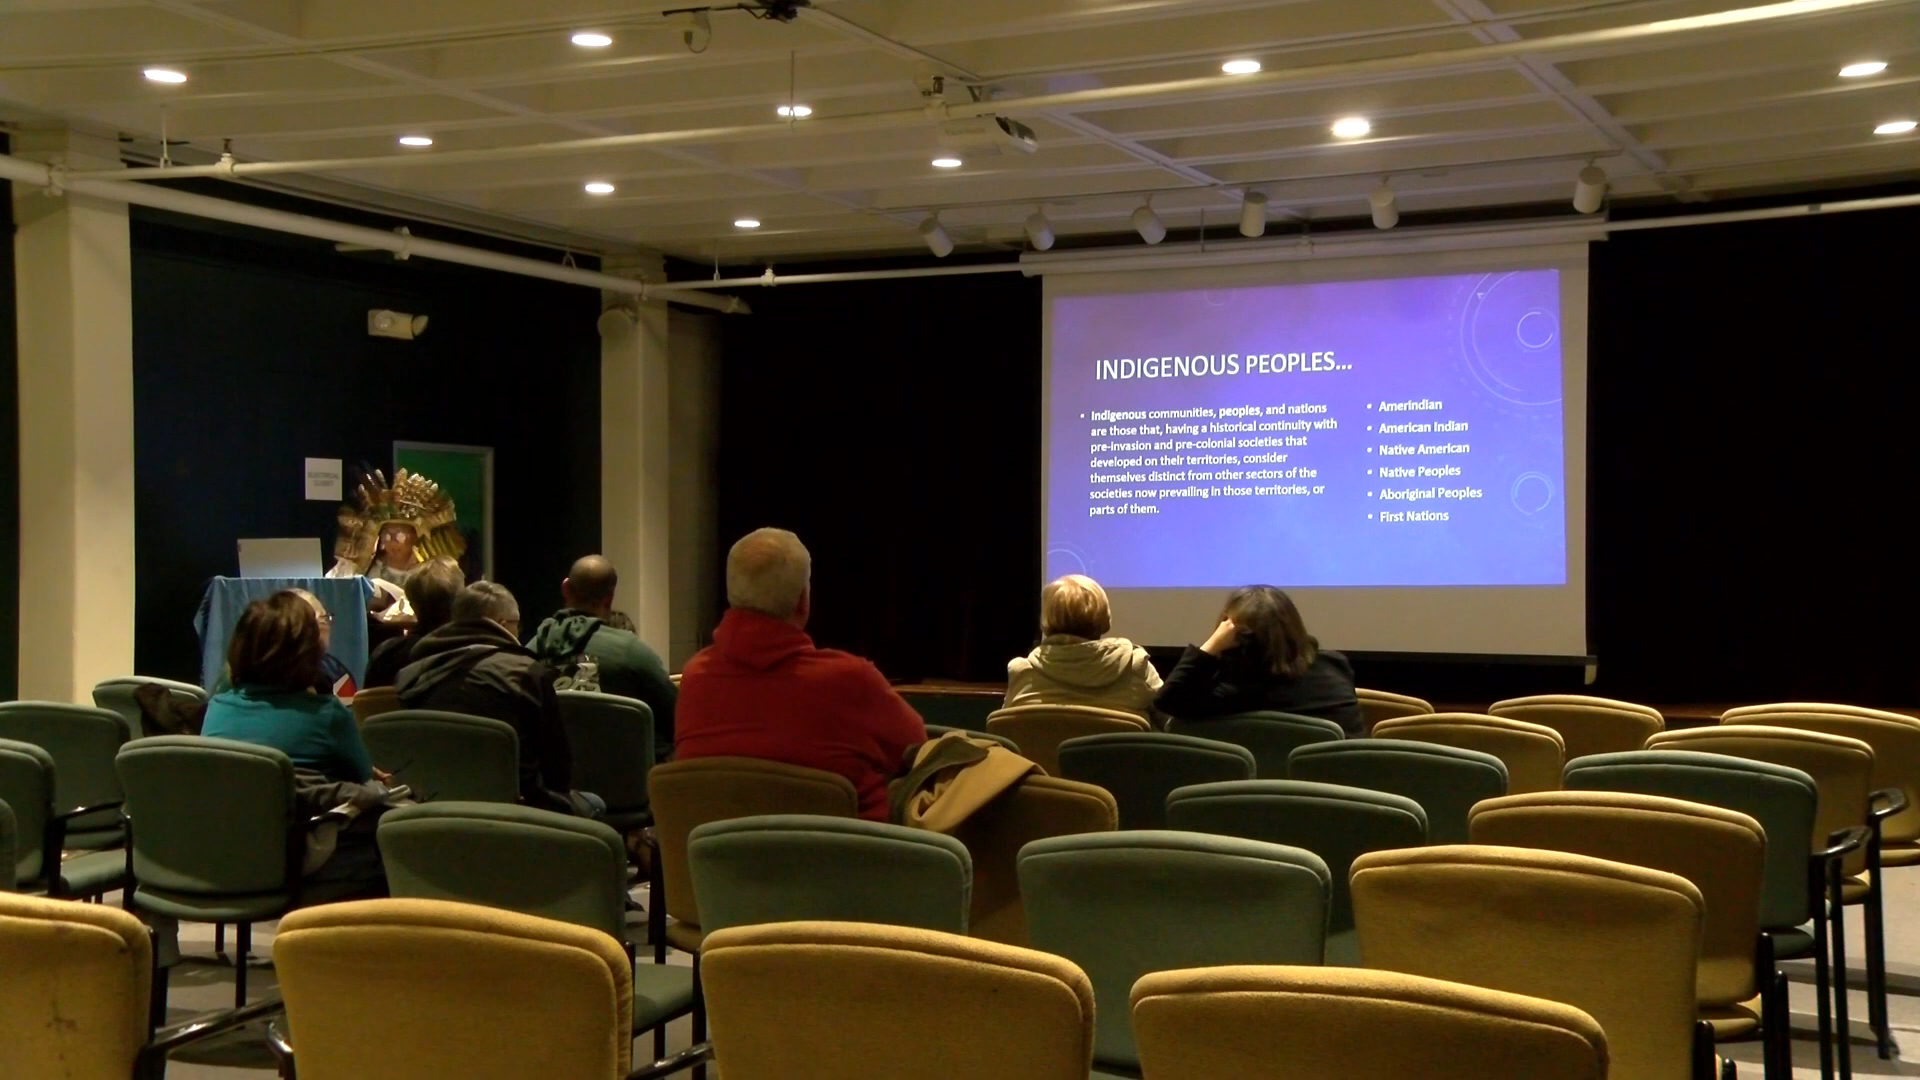 ELECTRICAL
CLOSET
INDIGENOUS PEOPLES...
• Indigenous communities, peoples, and nations
are those that, having a historical continuity with
pre-invasion and pre-colonial societies that
developed on their territories, consider
themselves distinct from other sectors of the
societies now prevailing in those territories, or
parts of them.
• Amerindian
• American Indian
• Native American
• Native Peoples
• Aboriginal Peoples
• First Nations